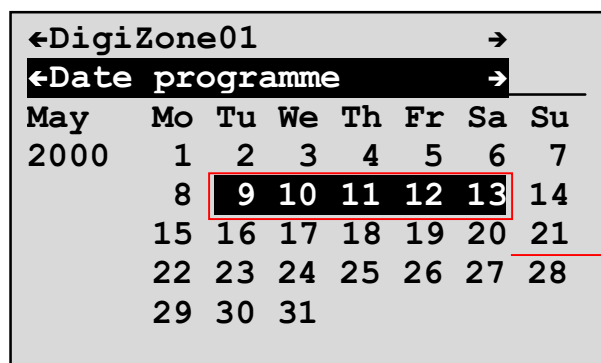 ←DigiZone01 →
←Date programme →
May Mo Tu We Th Fr Sa Su
2000 1 2 3 4 5 6 7
8 9 10 11 12 13 14
15 16 17 18 19 20 21
22 23 24 25 26 27 28
29 30 31